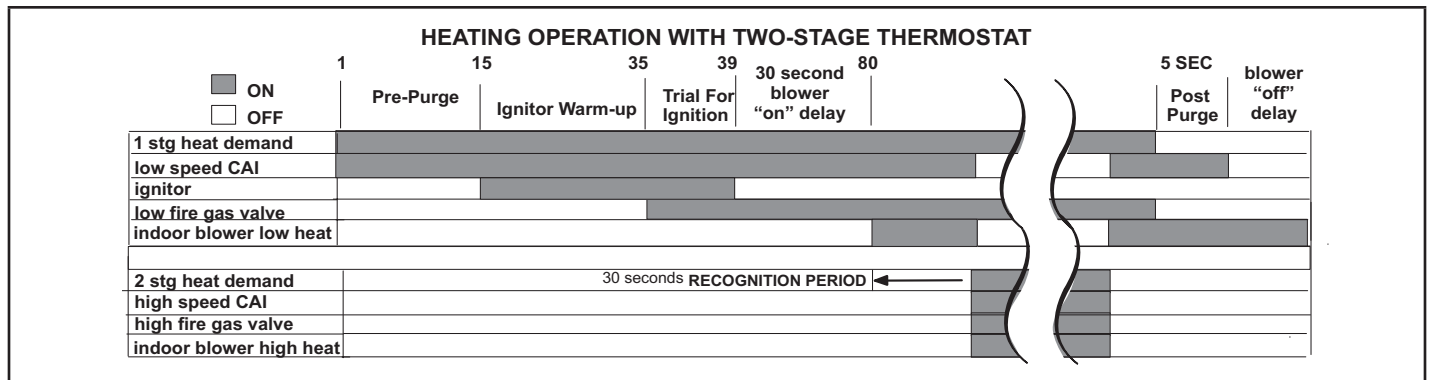 HEATING OPERATION WITH TWO-STAGE THERMOSTAT
1 15 35 39 80 5 SEC
ON
OFF
Pre-Purge
Ignitor Warm-up
Trial For
Ignition
30 second
blower
“on” delay
Post
Purge
blower
“off”
delay
1 stg heat demand
low speed CAI
ignitor
low fire gas valve
indoor blower low heat
2 stg heat demand
30 seconds RECOGNITION PERIOD
high speed CAI
high fire gas valve
indoor blower high heat